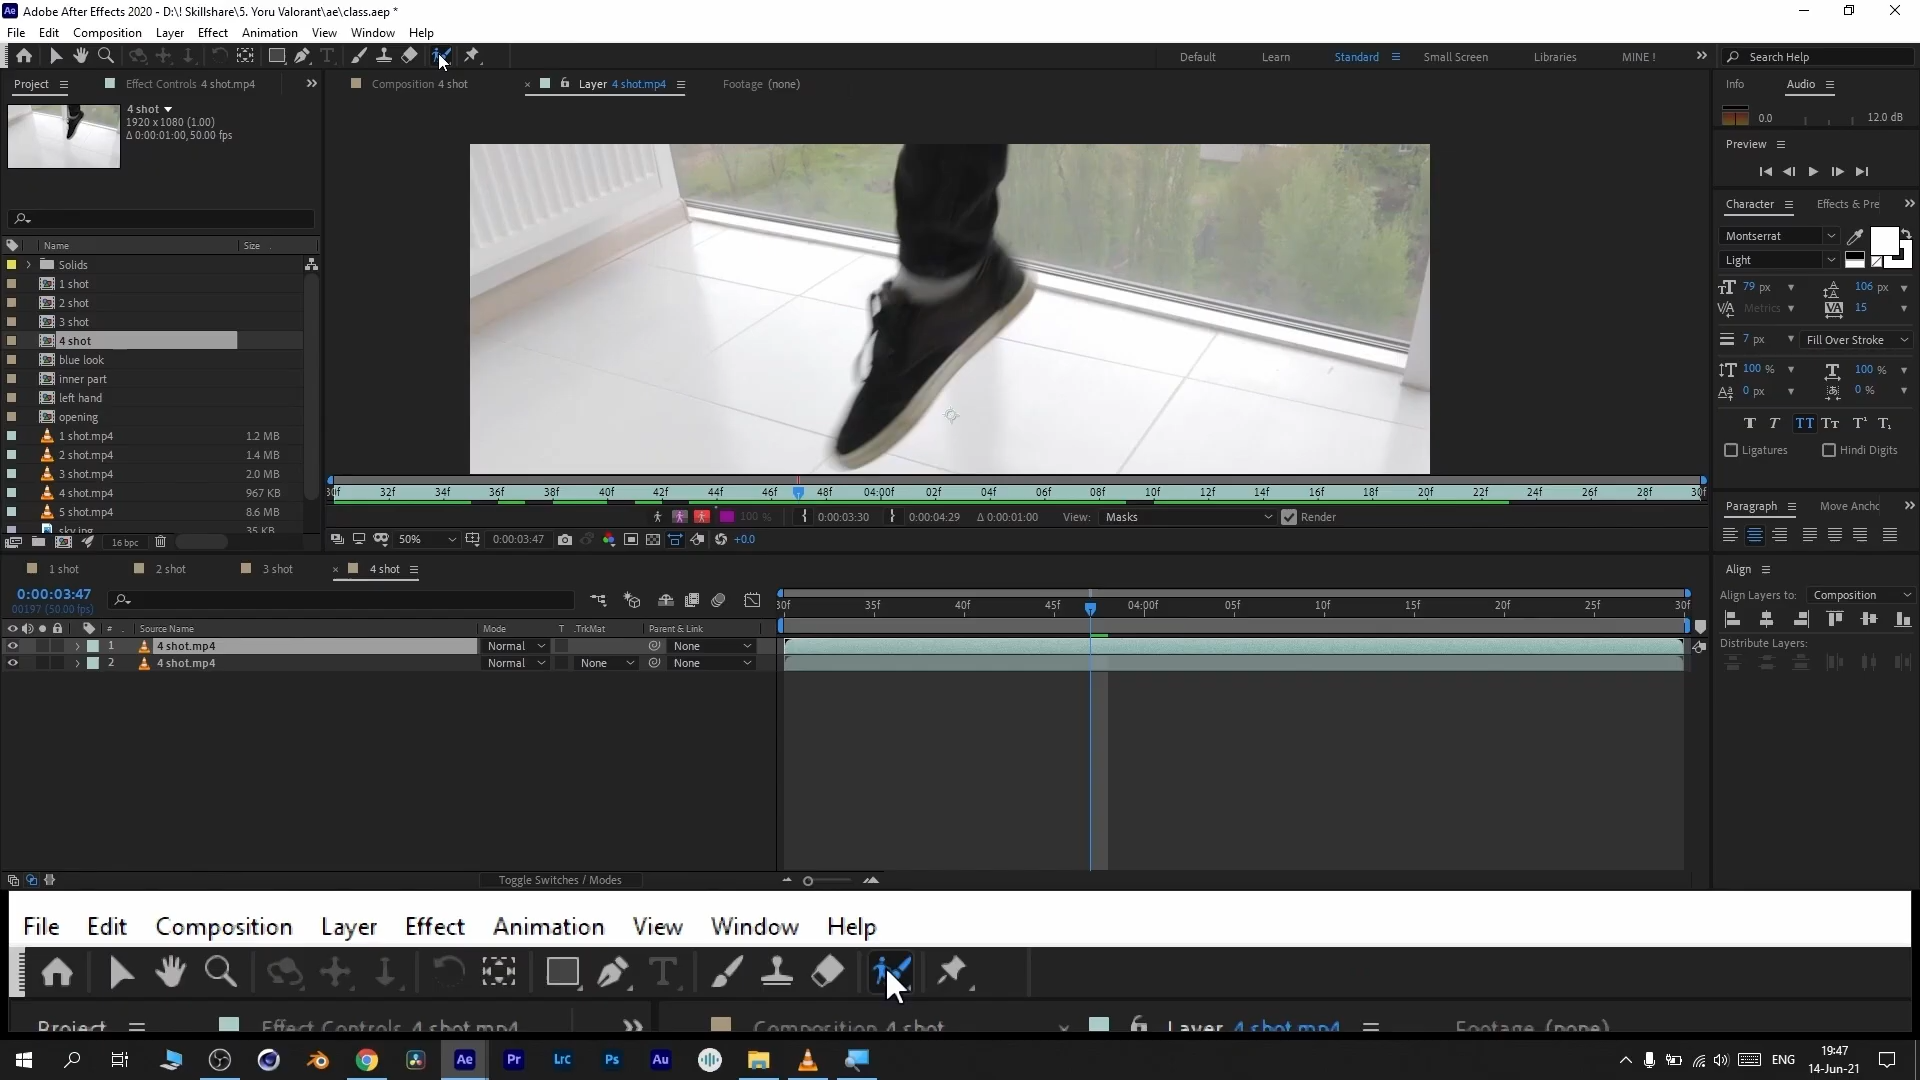 Adobe After Effects 2020 - D:\! Skillshare\5. Yoru Valorant\ae\class.aep *
File Edit Composition Layer Effect Animation View Window Help
Default Learn Standard Small Screen Libraries MINE ! Search Help
Project Effect Controls 4 shot.mp4
Composition 4 shot
Layer 4 shot.mp4
Footage (none)
Info Audio
4 shot
1920 x 1080 (1.00)
Δ 0:00:01:00, 50.00 fps
0.0 12.0 dB
Preview
Character Effects & Pre
Montserrat
Light
79 px 106 px
Metrics 15
7 px Fill Over Stroke
100 % 100 %
0 px 0 %
Ligatures Hindi Digits
Paragraph Move Ancho
Align
Align Layers to: Composition
Distribute Layers:
Name Size
Solids
1 shot
2 shot
3 shot
4 shot
blue look
inner part
left hand
opening
1 shot.mp4 1.2 MB
2 shot.mp4 1.4 MB
3 shot.mp4 2.0 MB
4 shot.mp4 967 KB
5 shot.mp4 8.6 MB
sky.jpg 35 KB
16 bpc
30f 32f 34f 36f 38f 40f 42f 44f 46f 48f 04:00f 02f 04f 06f 08f 10f 12f 14f 16f 18f 20f 22f 24f 26f 28f 30f
100 % 0:00:03:30 0:00:04:29 Δ 0:00:01:00 View: Masks Render
50% 0:00:03:47 +0.0
1 shot 2 shot 3 shot 4 shot
0:00:03:47
00197 (50.00 fps)
30f 35f 40f 45f 04:00f 05f 10f 15f 20f 25f 30f
# Source Name Mode T .TrkMat Parent & Link
1 4 shot.mp4 Normal None
2 4 shot.mp4 Normal None None
Toggle Switches / Modes
File Edit Composition Layer Effect Animation View Window Help
Project Effect Controls 4 shot.mp4 Composition 4 shot Layer 4 shot.mp4 Footage (none)
Ae Pr Lrc Ps Au
ENG
19:47
14-Jun-21